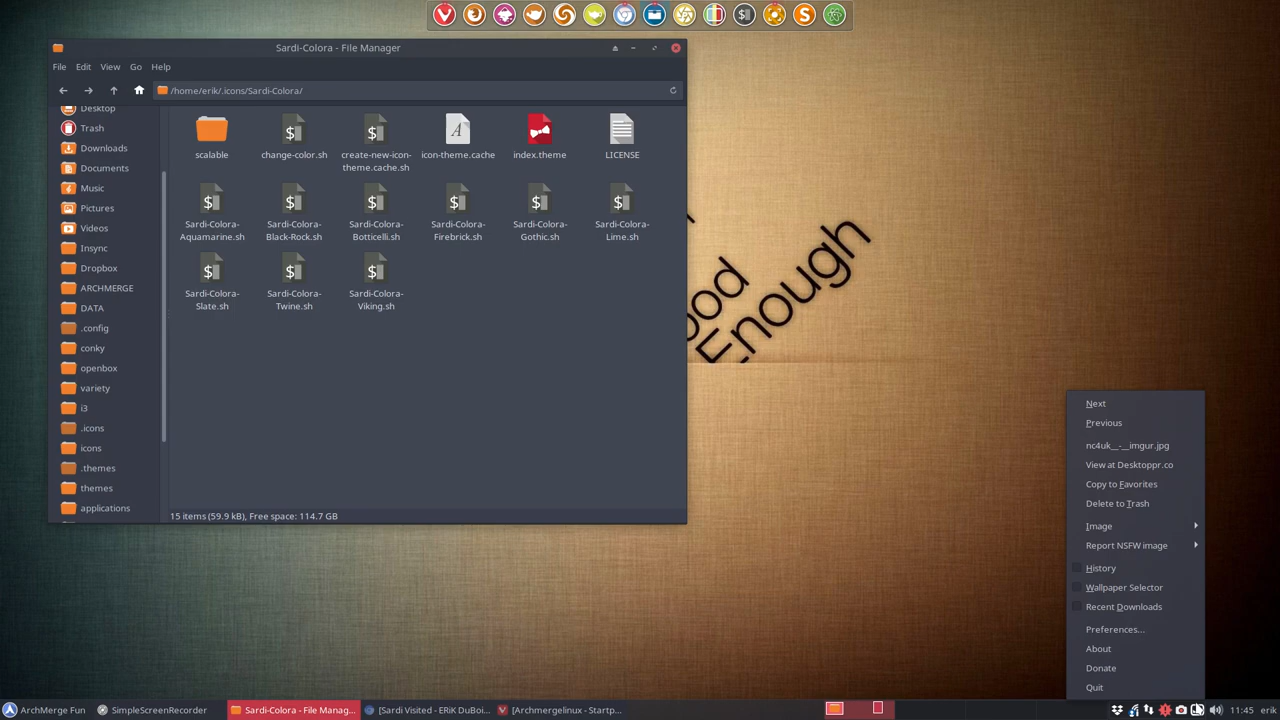 Sardi-Colora - File Manager
File Edit View Go Help
/home/erik/.icons/Sardi-Colora/
Desktop
Trash
Downloads
Documents
Music
Pictures
Videos
Insync
Dropbox
ARCHMERGE
DATA
.config
conky
openbox
variety
i3
.icons
icons
.themes
themes
applications
scalable
change-color.sh
create-new-icon-
theme.cache.sh
icon-theme.cache
index.theme
LICENSE
Sardi-Colora-
Aquamarine.sh
Sardi-Colora-
Black-Rock.sh
Sardi-Colora-
Botticelli.sh
Sardi-Colora-
Firebrick.sh
Sardi-Colora-
Gothic.sh
Sardi-Colora-
Lime.sh
Sardi-Colora-
Slate.sh
Sardi-Colora-
Twine.sh
Sardi-Colora-
Viking.sh
15 items (59.9 kB), Free space: 114.7 GB
Enough
Next
Previous
nc4uk__-__imgur.jpg
View at Desktoppr.co
Copy to Favorites
Delete to Trash
Image
Report NSFW image
History
Wallpaper Selector
Recent Downloads
Preferences...
About
Donate
Quit
ArchMerge Fun
SimpleScreenRecorder
Sardi-Colora - File Manag...
[Sardi Visited - ERiK DuBoi...
[Archmergelinux - Startp...
11:45 erik